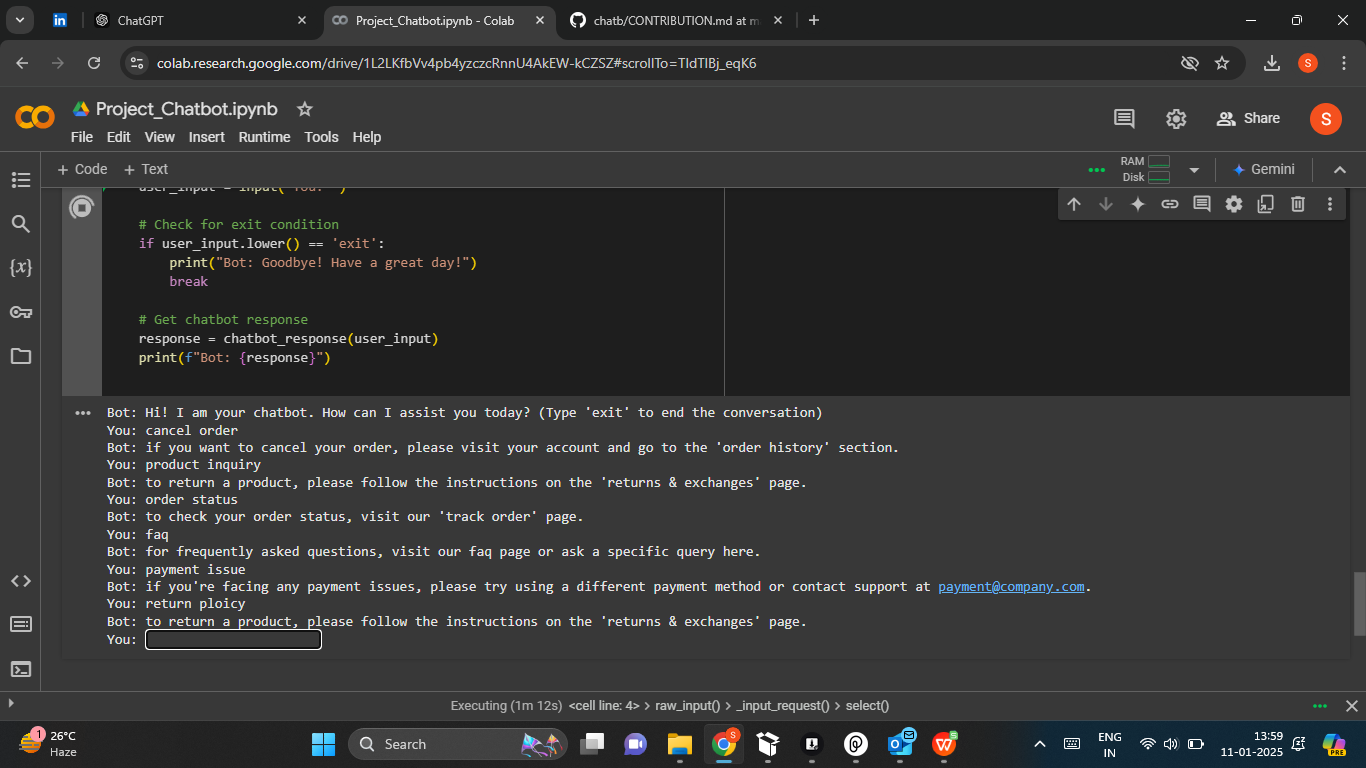 ChatGPT
Project_Chatbot.ipynb - Colab
chatb/CONTRIBUTION.md at m
colab.research.google.com/drive/1L2LKfbVv4pb4yzczcRnnU4AkEW-kCZSZ#scrollTo=TIdTIBj_eqK6
S
Project_Chatbot.ipynb
Share
S
File Edit View Insert Runtime Tools Help
+ Code + Text
RAM
Disk
Gemini
user_input = input("You: ")
# Check for exit condition
if user_input.lower() == 'exit':
print("Bot: Goodbye! Have a great day!")
break
# Get chatbot response
response = chatbot_response(user_input)
print(f"Bot: {response}")
Bot: Hi! I am your chatbot. How can I assist you today? (Type 'exit' to end the conversation)
You: cancel order
Bot: if you want to cancel your order, please visit your account and go to the 'order history' section.
You: product inquiry
Bot: to return a product, please follow the instructions on the 'returns & exchanges' page.
You: order status
Bot: to check your order status, visit our 'track order' page.
You: faq
Bot: for frequently asked questions, visit our faq page or ask a specific query here.
You: payment issue
Bot: if you're facing any payment issues, please try using a different payment method or contact support at payment@company.com.
You: return ploicy
Bot: to return a product, please follow the instructions on the 'returns & exchanges' page.
You:
Executing (1m 12s) <cell line: 4> > raw_input() > _input_request() > select()
1
26°C
Haze
Search
ENG
IN
13:59
11-01-2025
PRE